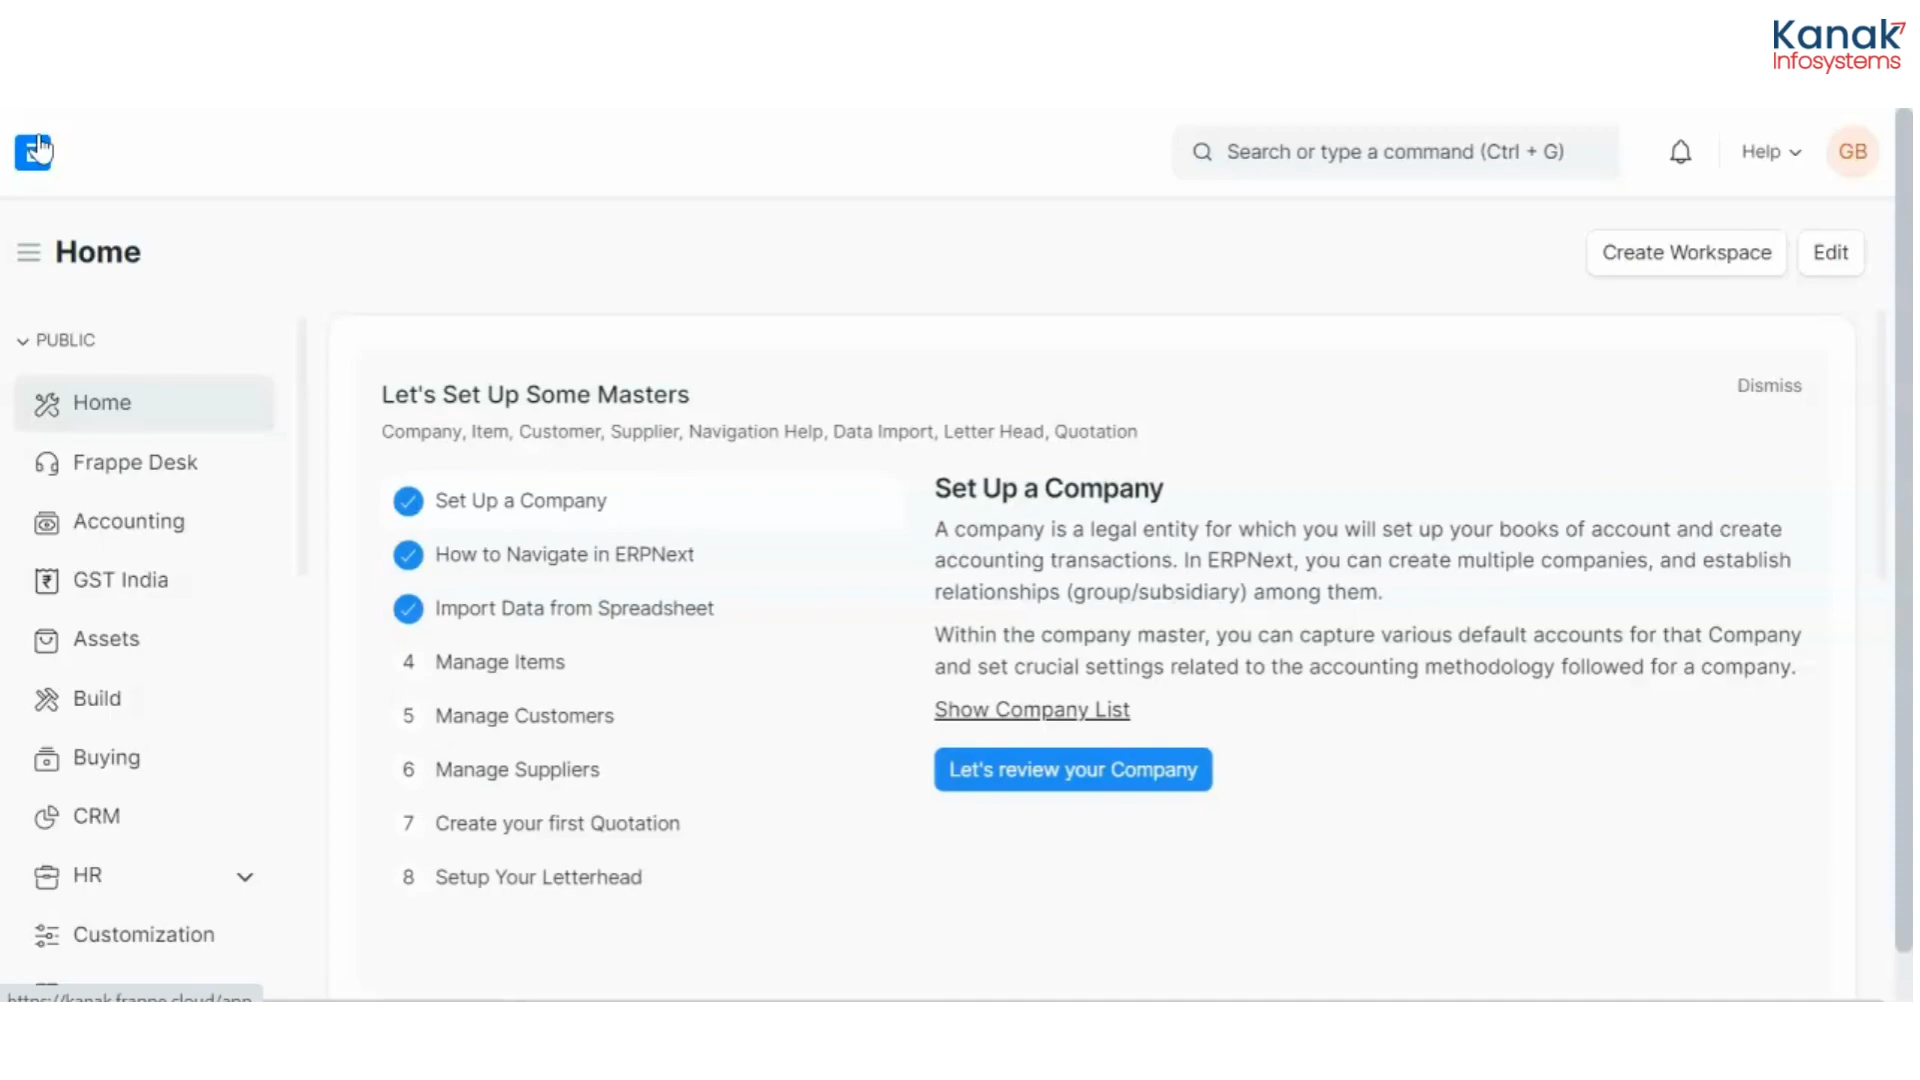 Kanak
Infosystems
Search or type a command (Ctrl + G)
Help
GB
Home
Create Workspace
Edit
PUBLIC
Home
Frappe Desk
Accounting
GST India
Assets
Build
Buying
CRM
HR
Customization
https://kanak.frappe.cloud/app
Let's Set Up Some Masters
Dismiss
Company, Item, Customer, Supplier, Navigation Help, Data Import, Letter Head, Quotation
Set Up a Company
How to Navigate in ERPNext
Import Data from Spreadsheet
4 Manage Items
5 Manage Customers
6 Manage Suppliers
7 Create your first Quotation
8 Setup Your Letterhead
Set Up a Company
A company is a legal entity for which you will set up your books of account and create
accounting transactions. In ERPNext, you can create multiple companies, and establish
relationships (group/subsidiary) among them.
Within the company master, you can capture various default accounts for that Company
and set crucial settings related to the accounting methodology followed for a company.
Show Company List
Let's review your Company